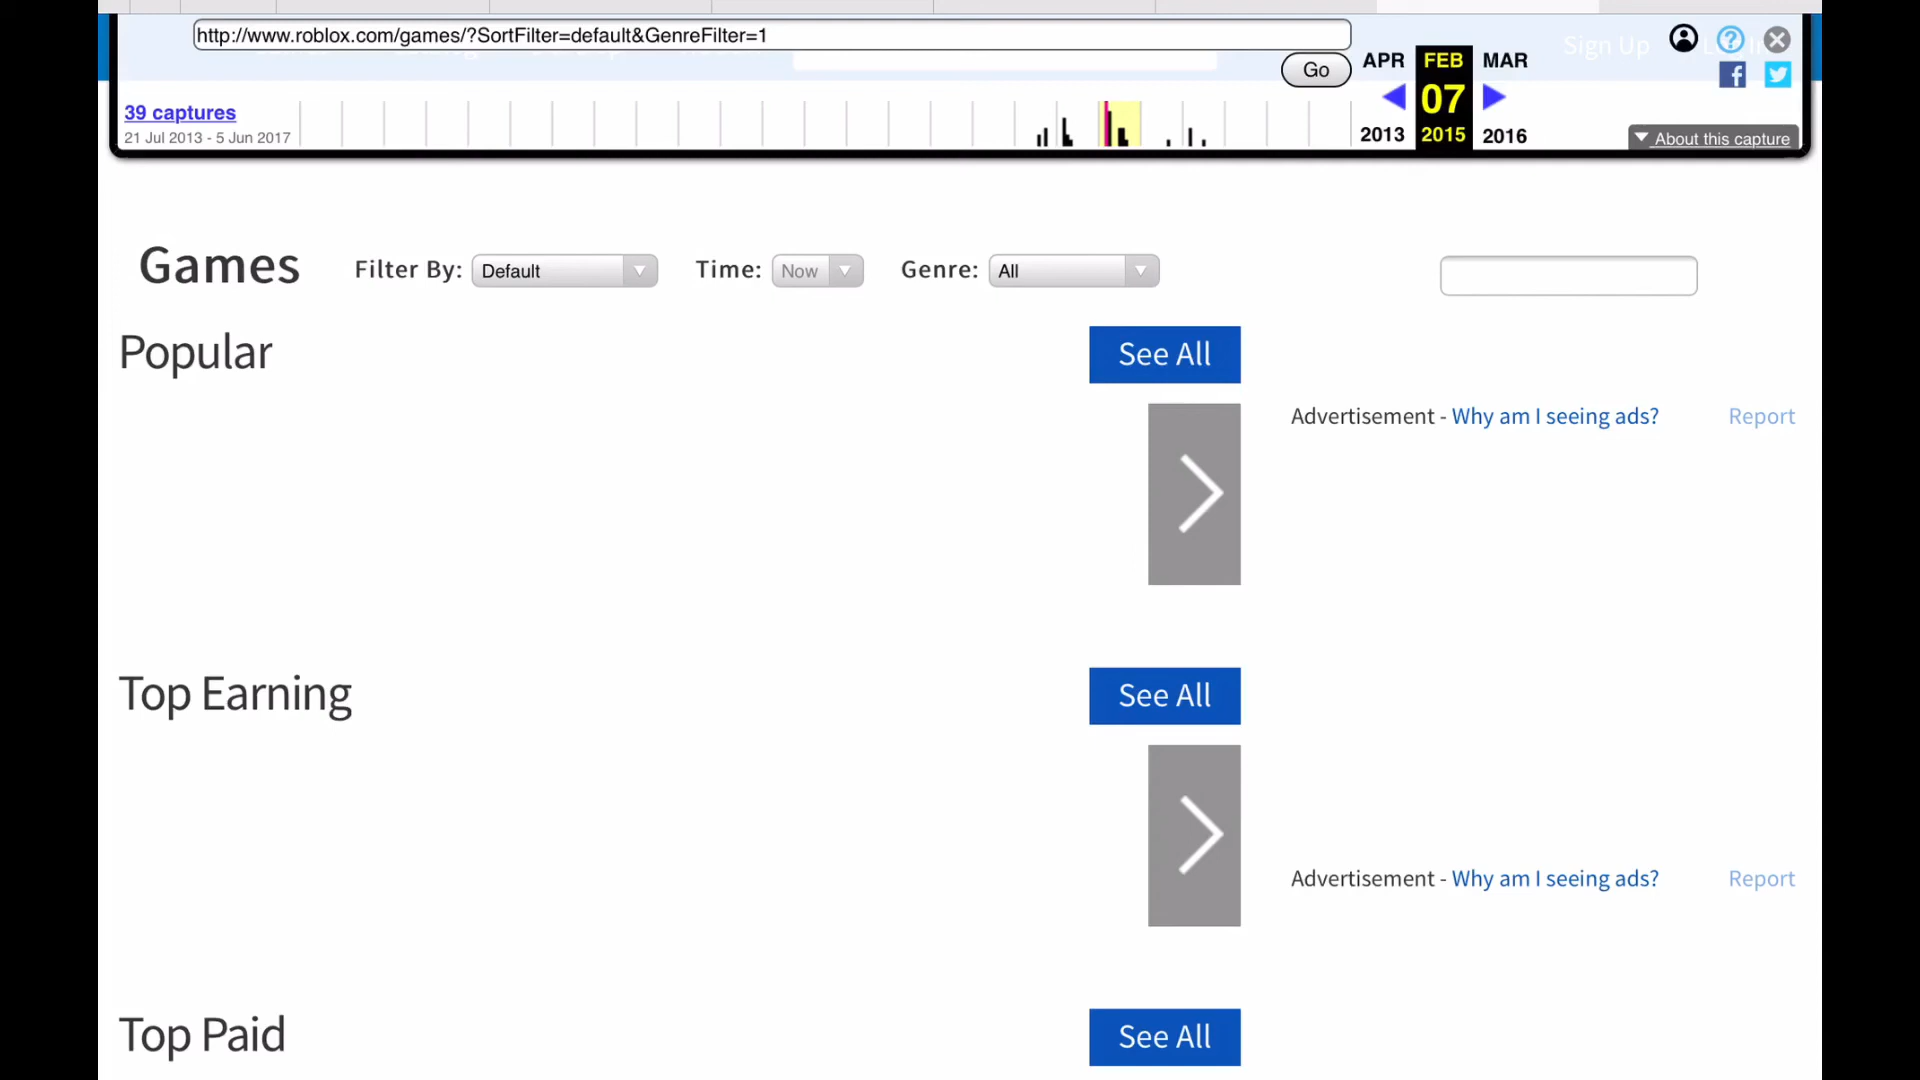 http://www.roblox.com/games/?SortFilter=default&GenreFilter=1
Sign Up
Go
APR FEB MAR
07
2013 2015 2016
39 captures
21 Jul 2013 - 5 Jun 2017
About this capture
Games Filter By: Default Time: Now Genre: All
Popular See All
Advertisement - Why am I seeing ads? Report
Top Earning See All
Advertisement - Why am I seeing ads? Report
Top Paid See All